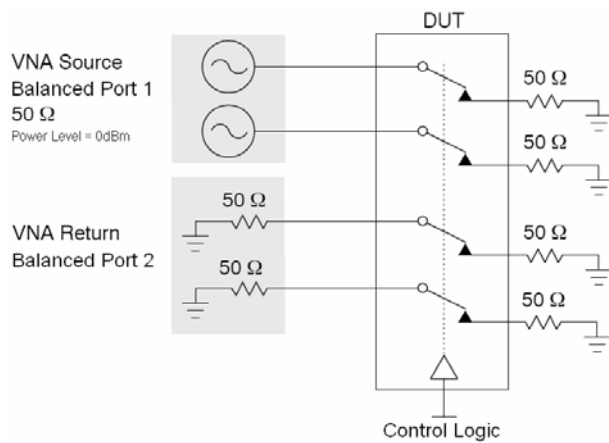 DUT
VNA Source
Balanced Port 1
50 Ω
Power Level = 0dBm
50 Ω
50 Ω
VNA Return
Balanced Port 2
50 Ω
50 Ω
50 Ω
50 Ω
Control Logic